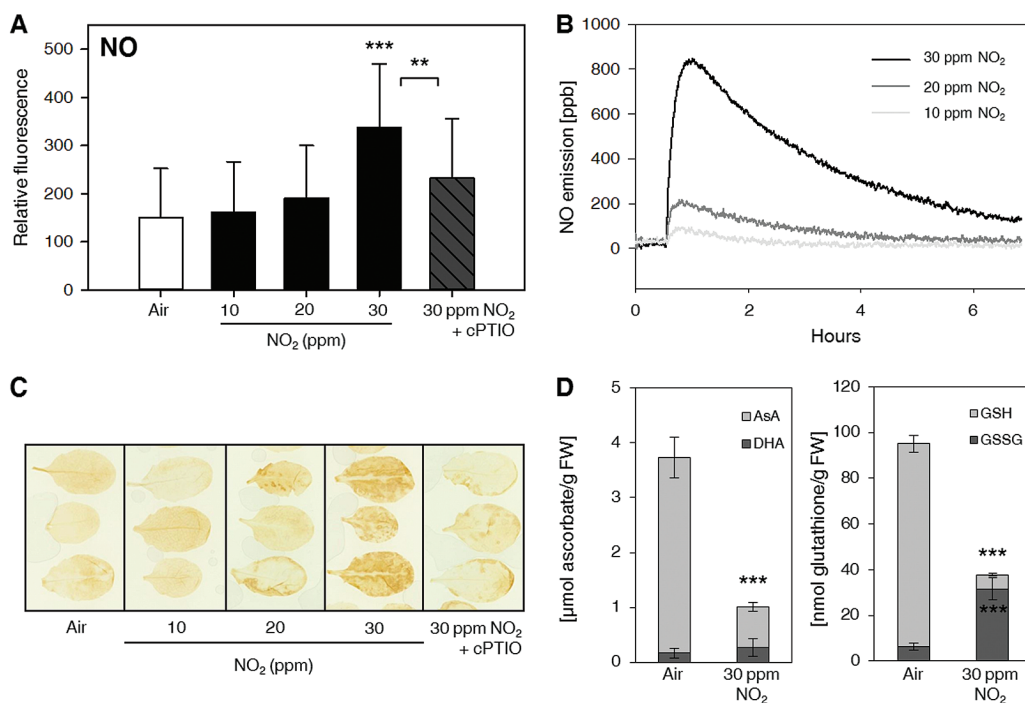 A
NO
Relative fluorescence
500
400
300
200
100
0
***
**
Air
10
20
30
30 ppm NO₂
+ cPTIO
NO₂ (ppm)
B
NO emission [ppb]
1000
800
600
400
200
0
30 ppm NO₂
20 ppm NO₂
10 ppm NO₂
0
2
4
6
Hours
C
Air
10
20
30
30 ppm NO₂
+ cPTIO
NO₂ (ppm)
D
[µmol ascorbate/g FW]
5
4
3
2
1
0
AsA
DHA
***
Air
30 ppm
NO₂
[nmol glutathione/g FW]
120
100
80
60
40
20
0
GSH
GSSG
***
***
Air
30 ppm
NO₂